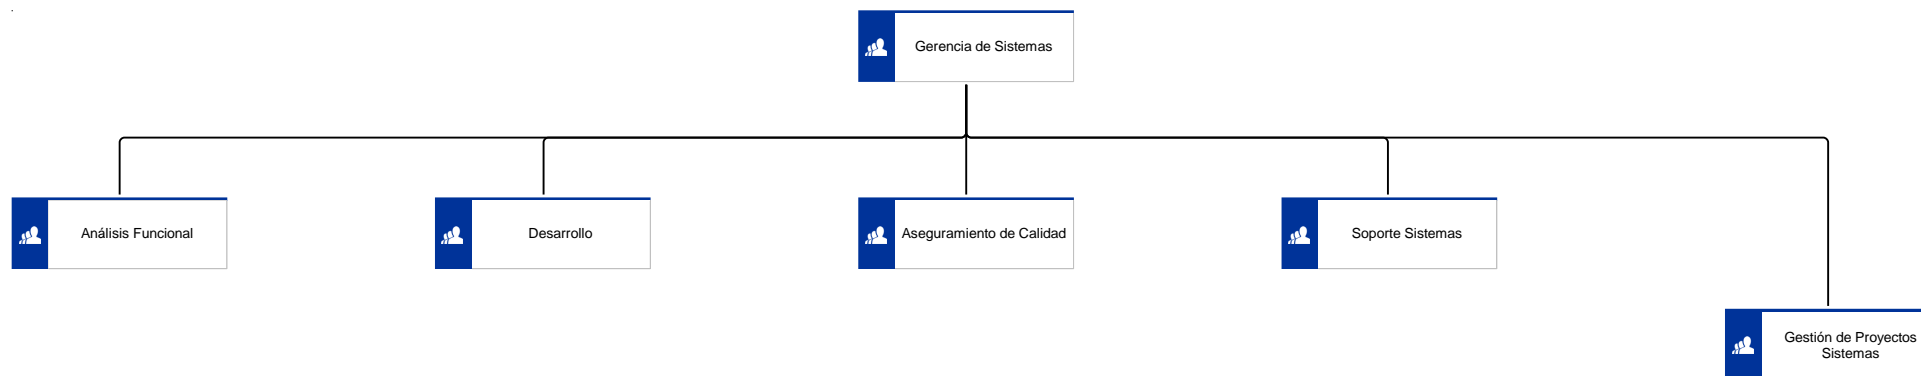 Gerencia de Sistemas
Análisis Funcional
Desarrollo
Aseguramiento de Calidad
Soporte Sistemas
Gestión de Proyectos
Sistemas